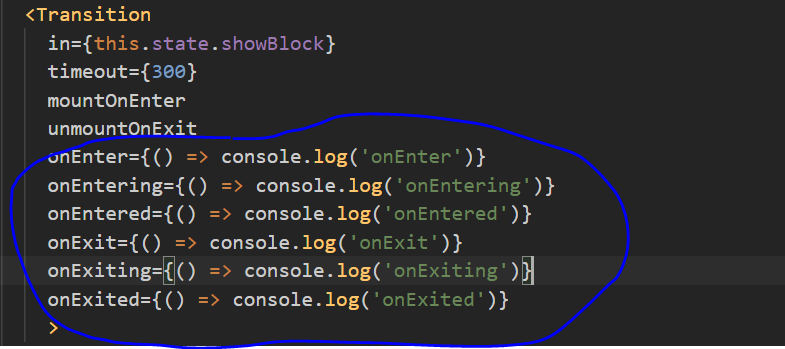 <Transition
in={this.state.showBlock}
timeout={300}
mountOnEnter
unmountOnExit
onEnter={() => console.log('onEnter')}
onEntering={() => console.log('onEntering')}
onEntered={() => console.log('onEntered')}
onExit={() => console.log('onExit')}
onExiting={() => console.log('onExiting')}
onExited={() => console.log('onExited')}
>